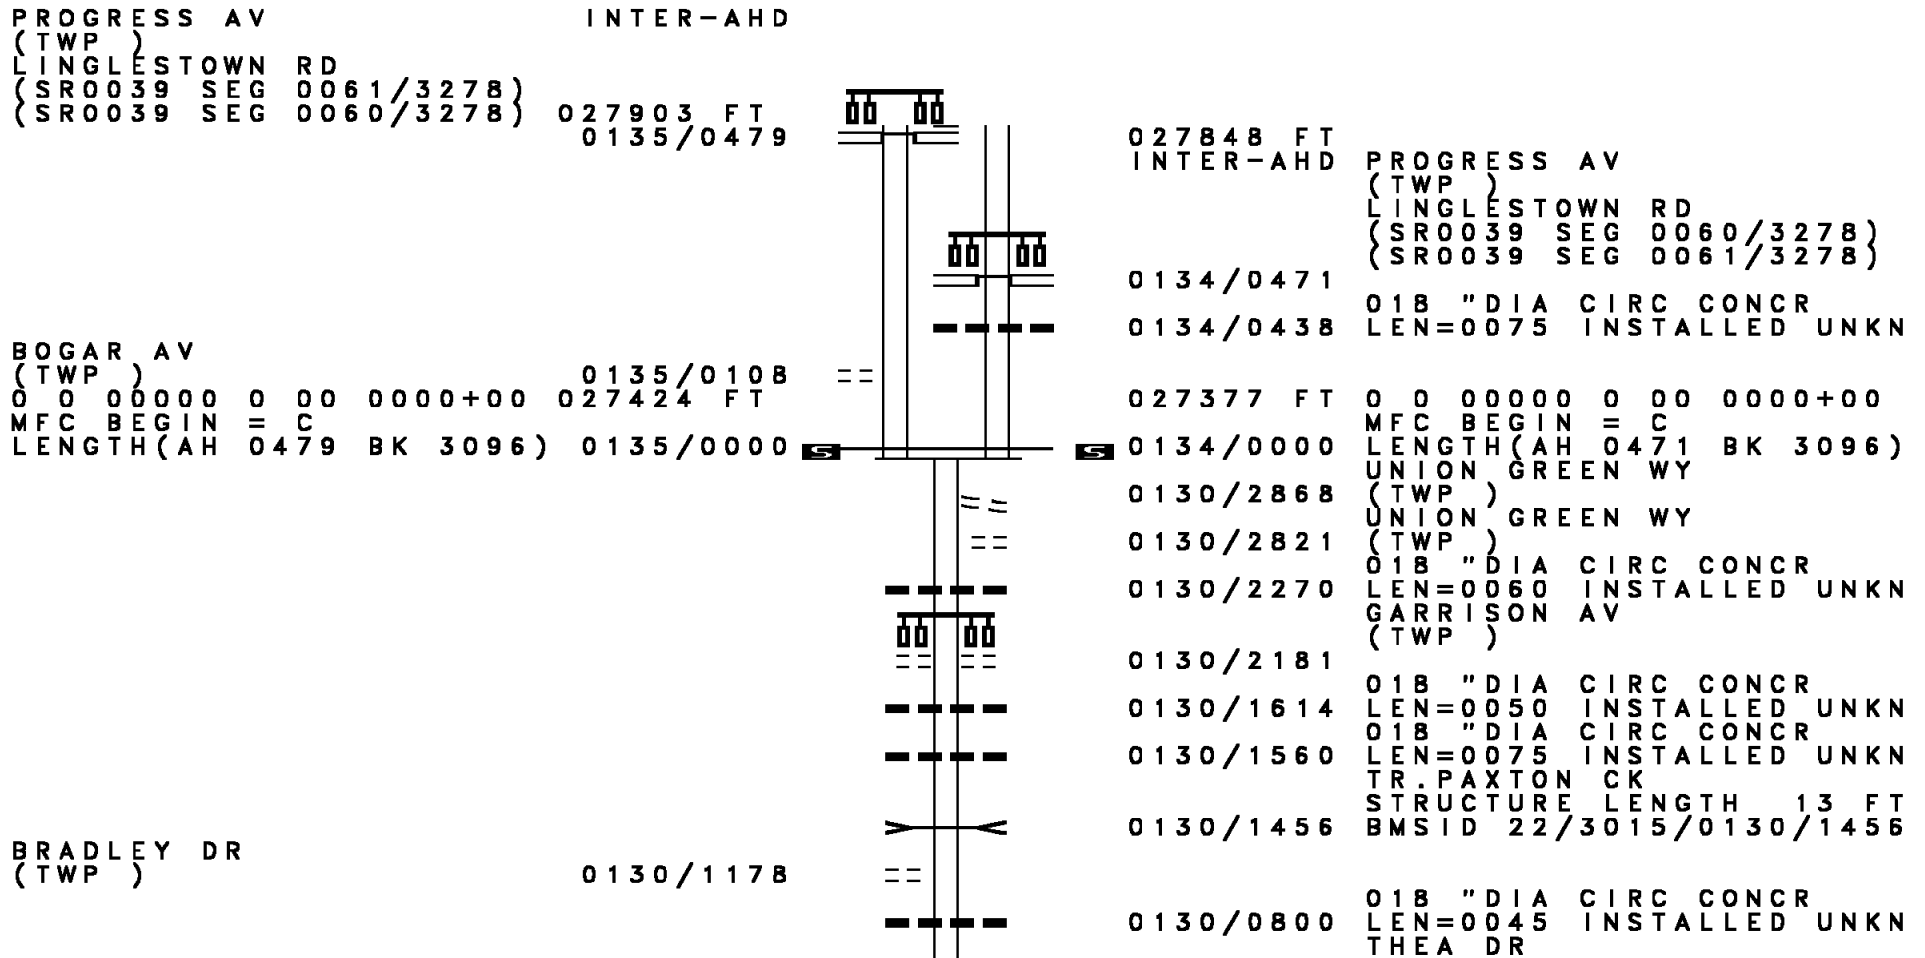 PROGRESS AV INTER-AHD
(TWP )
LINGLESTOWN RD
(SR0039 SEG 0061/3278)
(SR0039 SEG 0060/3278) 027903 FT
0135/0479
BOGAR AV
(TWP ) 0135/0108
0 0 00000 0 00 0000+00 027424 FT
MFC BEGIN = C
LENGTH(AH 0479 BK 3096) 0135/0000 S
BRADLEY DR
(TWP ) 0130/1178
027848 FT
INTER-AHD PROGRESS AV
(TWP )
LINGLESTOWN RD
(SR0039 SEG 0060/3278)
(SR0039 SEG 0061/3278)
0134/0471
018 "DIA CIRC CONCR
0134/0438 LEN=0075 INSTALLED UNKN
027377 FT 0 0 00000 0 00 0000+00
MFC BEGIN = C
S 0134/0000 LENGTH(AH 0471 BK 3096)
UNION GREEN WY
0130/2868 (TWP )
UNION GREEN WY
0130/2821 (TWP )
018 "DIA CIRC CONCR
0130/2270 LEN=0060 INSTALLED UNKN
GARRISON AV
(TWP )
0130/2181
018 "DIA CIRC CONCR
0130/1614 LEN=0050 INSTALLED UNKN
018 "DIA CIRC CONCR
0130/1560 LEN=0075 INSTALLED UNKN
TR.PAXTON CK
STRUCTURE LENGTH 13 FT
0130/1456 BMSID 22/3015/0130/1456
018 "DIA CIRC CONCR
0130/0800 LEN=0045 INSTALLED UNKN
THEA DR